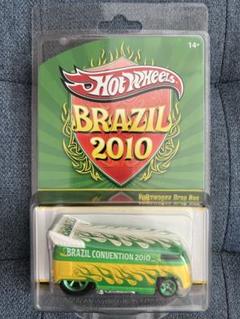 14+
Hot Wheels
BRAZIL
2010
Volkswagen Drag Bus
BRAZIL CONVENTION 2010